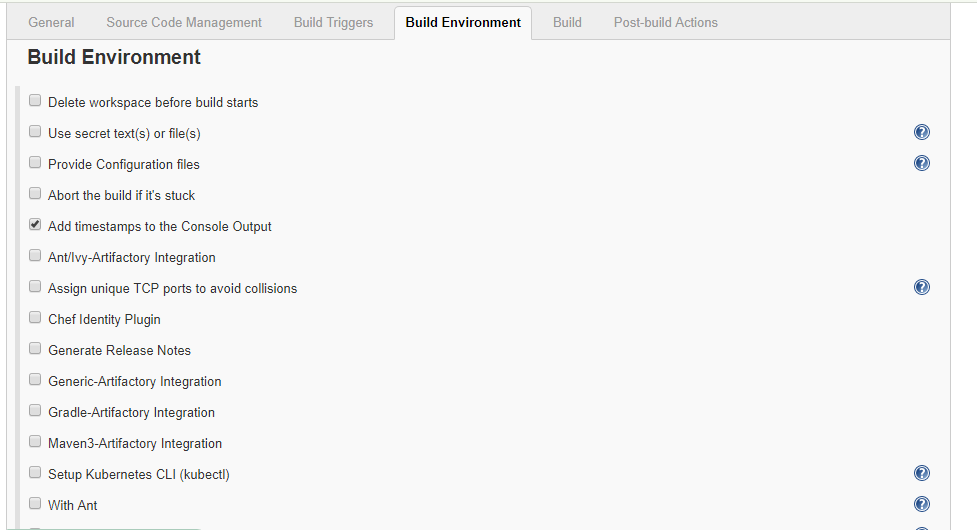 General Source Code Management Build Triggers Build Environment Build Post-build Actions
Build Environment
Delete workspace before build starts
Use secret text(s) or file(s)
Provide Configuration files
Abort the build if it's stuck
Add timestamps to the Console Output
Ant/Ivy-Artifactory Integration
Assign unique TCP ports to avoid collisions
Chef Identity Plugin
Generate Release Notes
Generic-Artifactory Integration
Gradle-Artifactory Integration
Maven3-Artifactory Integration
Setup Kubernetes CLI (kubectl)
With Ant